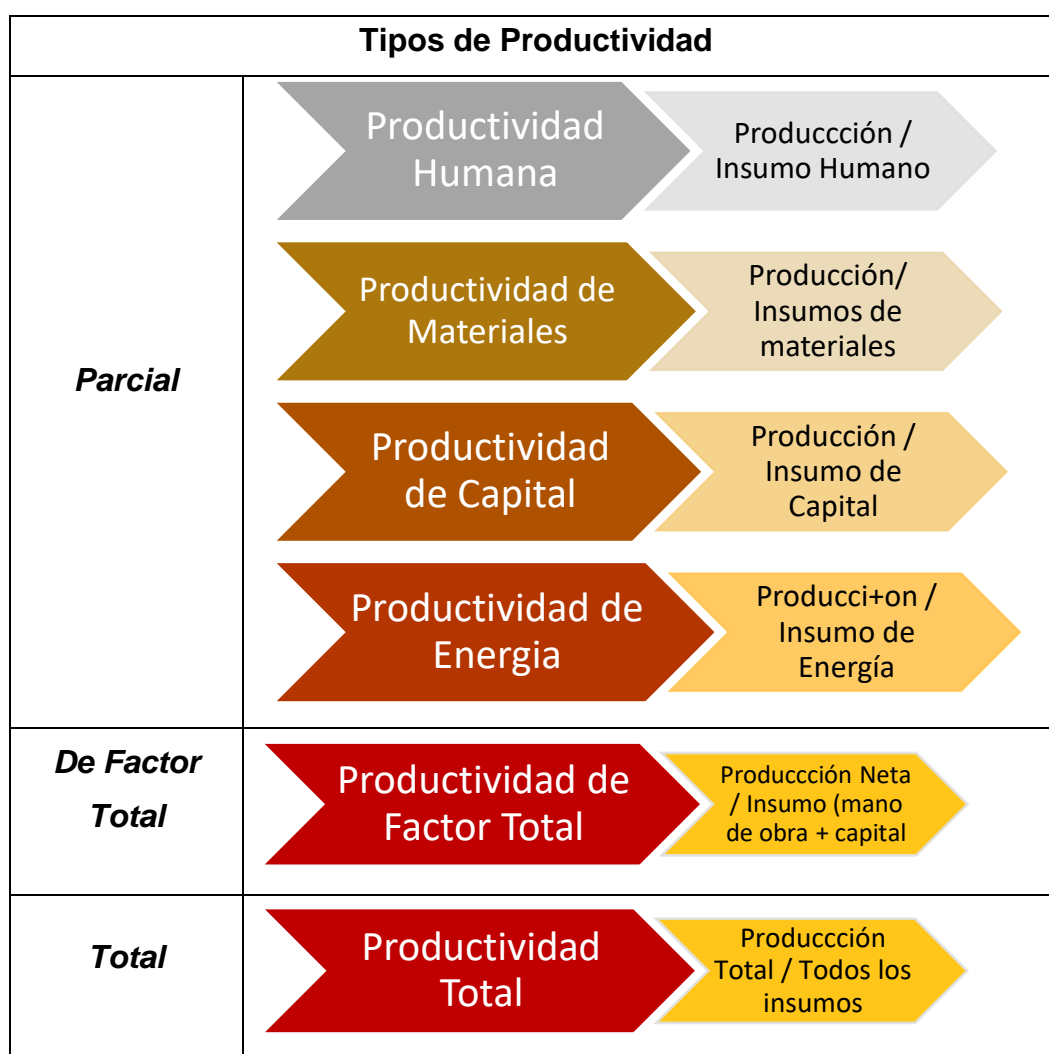 Tipos de Productividad
Parcial
Productividad
Humana
Produccción /
Insumo Humano
Productividad de
Materiales
Producción/
Insumos de
materiales
Productividad
de Capital
Producción /
Insumo de
Capital
Productividad de
Energia
Producci+on /
Insumo de
Energía
De Factor
Total
Productividad de
Factor Total
Produccción Neta
/ Insumo (mano
de obra + capital
Total
Productividad
Total
Produccción
Total / Todos los
insumos